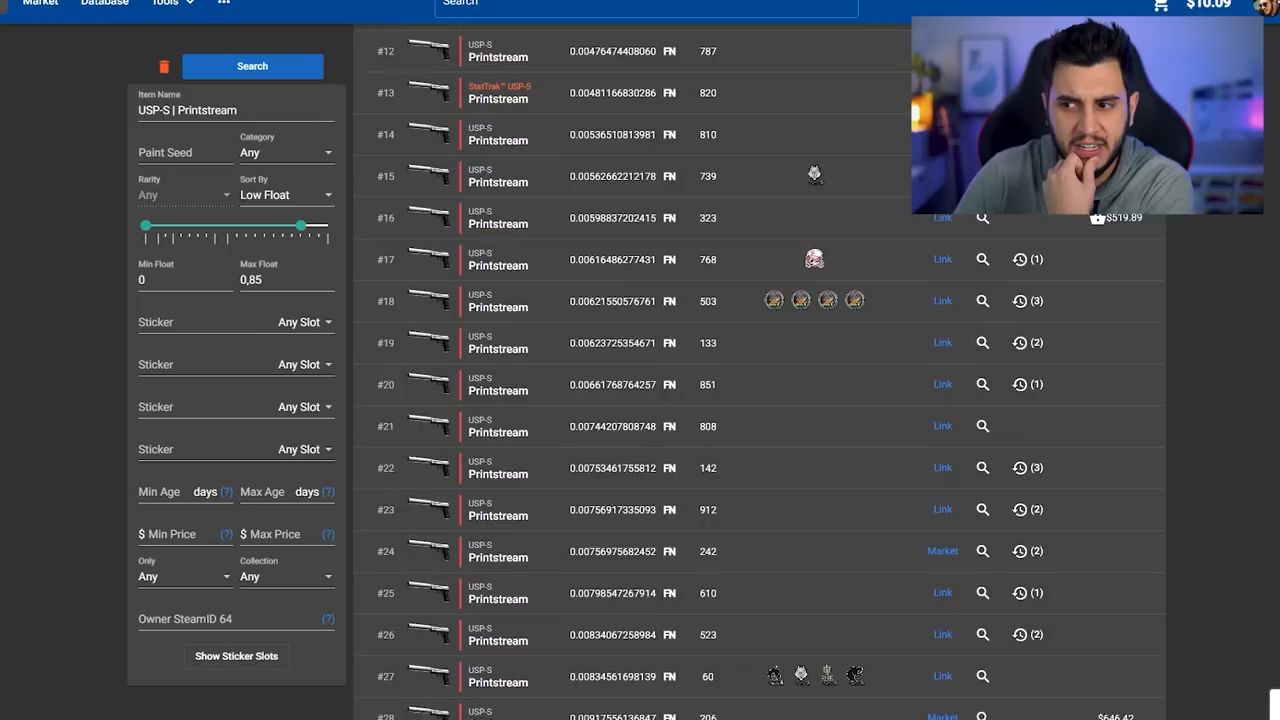 Market Database Tools ... Search $10.09
Search
Item Name
USP-S | Printstream
Paint Seed
Category
Any
Rarity
Any
Sort By
Low Float
Min Float
0
Max Float
0,85
Sticker Any Slot
Sticker Any Slot
Sticker Any Slot
Sticker Any Slot
Min Age days (?) Max Age days (?)
$ Min Price (?) $ Max Price (?)
Only
Any
Collection
Any
Owner SteamID 64 (?)
Show Sticker Slots
#12 USP-S Printstream 0.00476474408060 FN 787
#13 StatTrak™ USP-S Printstream 0.00481166830286 FN 820
#14 USP-S Printstream 0.00536510813981 FN 810
#15 USP-S Printstream 0.00562662212178 FN 739
#16 USP-S Printstream 0.00598837202415 FN 323 Link $519.89
#17 USP-S Printstream 0.00616486277431 FN 768 Link (1)
#18 USP-S Printstream 0.00621550576761 FN 503 Link (3)
#19 USP-S Printstream 0.00623725354671 FN 133 Link (2)
#20 USP-S Printstream 0.00661768764257 FN 851 Link (1)
#21 USP-S Printstream 0.00744207808748 FN 808 Link
#22 USP-S Printstream 0.00753461755812 FN 142 Link (3)
#23 USP-S Printstream 0.00756917335093 FN 912 Link (2)
#24 USP-S Printstream 0.00756975682452 FN 242 Market (2)
#25 USP-S Printstream 0.00798547267914 FN 610 Link (1)
#26 USP-S Printstream 0.00834067258984 FN 523 Link (2)
#27 USP-S Printstream 0.00834561698139 FN 60 Link
#28 USP-S 0.00917556136847 FN 206 Market $646.42